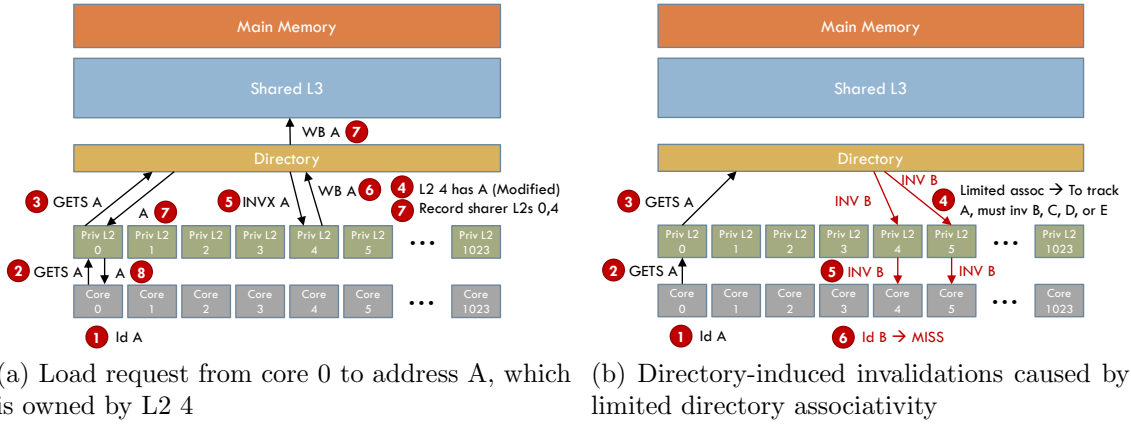 Main Memory
Shared L3
WB A 7
Directory
3 GETS A
A 7
5 INVX A
WB A 6
4 L2 4 has A (Modified)
7 Record sharer L2s 0,4
Priv L2 0
Priv L2 1
Priv L2 2
Priv L2 3
Priv L2 4
Priv L2 5
...
Priv L2 1023
2 GETS A
A 8
Core 0
Core 1
Core 2
Core 3
Core 4
Core 5
...
Core 1023
1 ld A
(a) Load request from core 0 to address A, which
is owned by L2 4
Main Memory
Shared L3
Directory
3 GETS A
INV B
INV B
4 Limited assoc → To track
A, must inv B, C, D, or E
Priv L2 0
Priv L2 1
Priv L2 2
Priv L2 3
Priv L2 4
Priv L2 5
...
Priv L2 1023
2 GETS A
5 INV B
INV B
Core 0
Core 1
Core 2
Core 3
Core 4
Core 5
...
Core 1023
1 ld A
6 ld B → MISS
(b) Directory-induced invalidations caused by
limited directory associativity